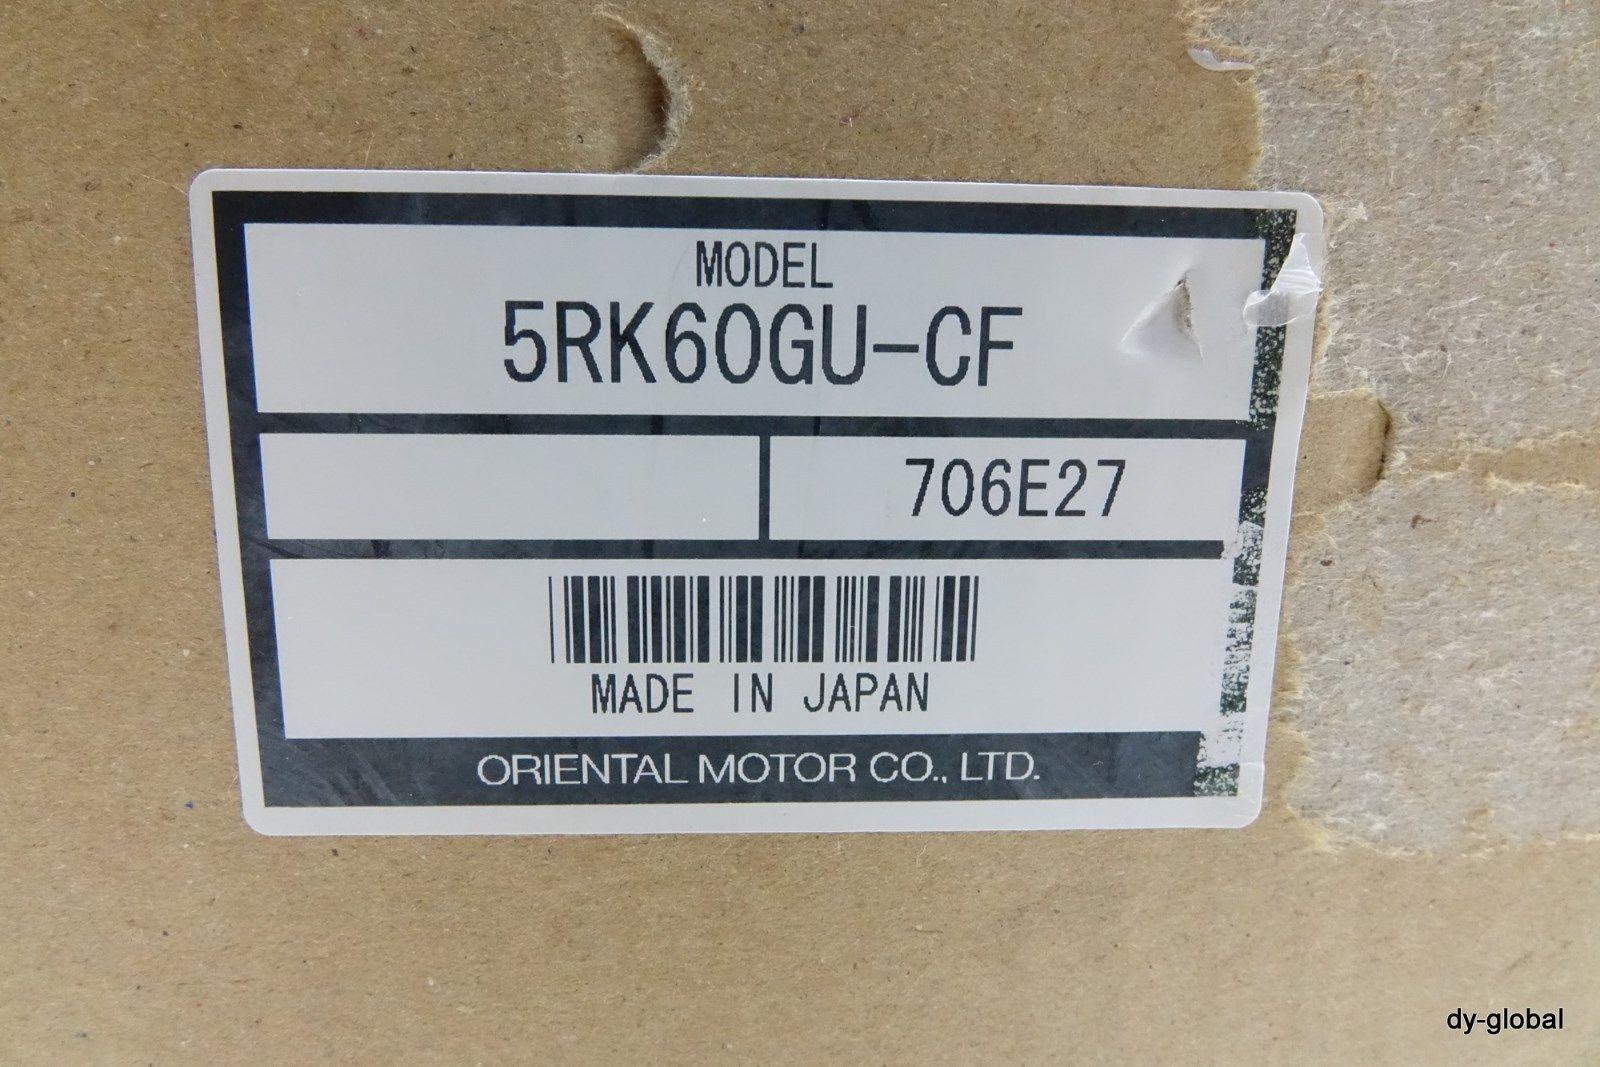 MODEL
5RK60GU-CF
706E27
MADE IN JAPAN
ORIENTAL MOTOR CO., LTD.
dy-global